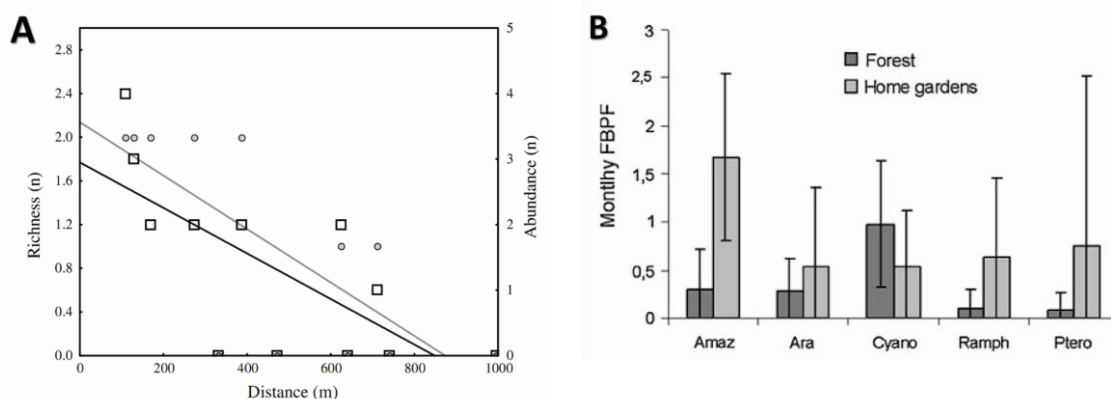 A
Richness (n)
2.8
2.4
2.0
1.6
1.2
0.8
0.4
0.0
5
4
3
2
1
0
Abundance (n)
0 200 400 600 800 1000
Distance (m)
B
Montlhy FBPF
3
2,5
2
1,5
1
0,5
0
Forest
Home gardens
Amaz Ara Cyano Ramph Ptero